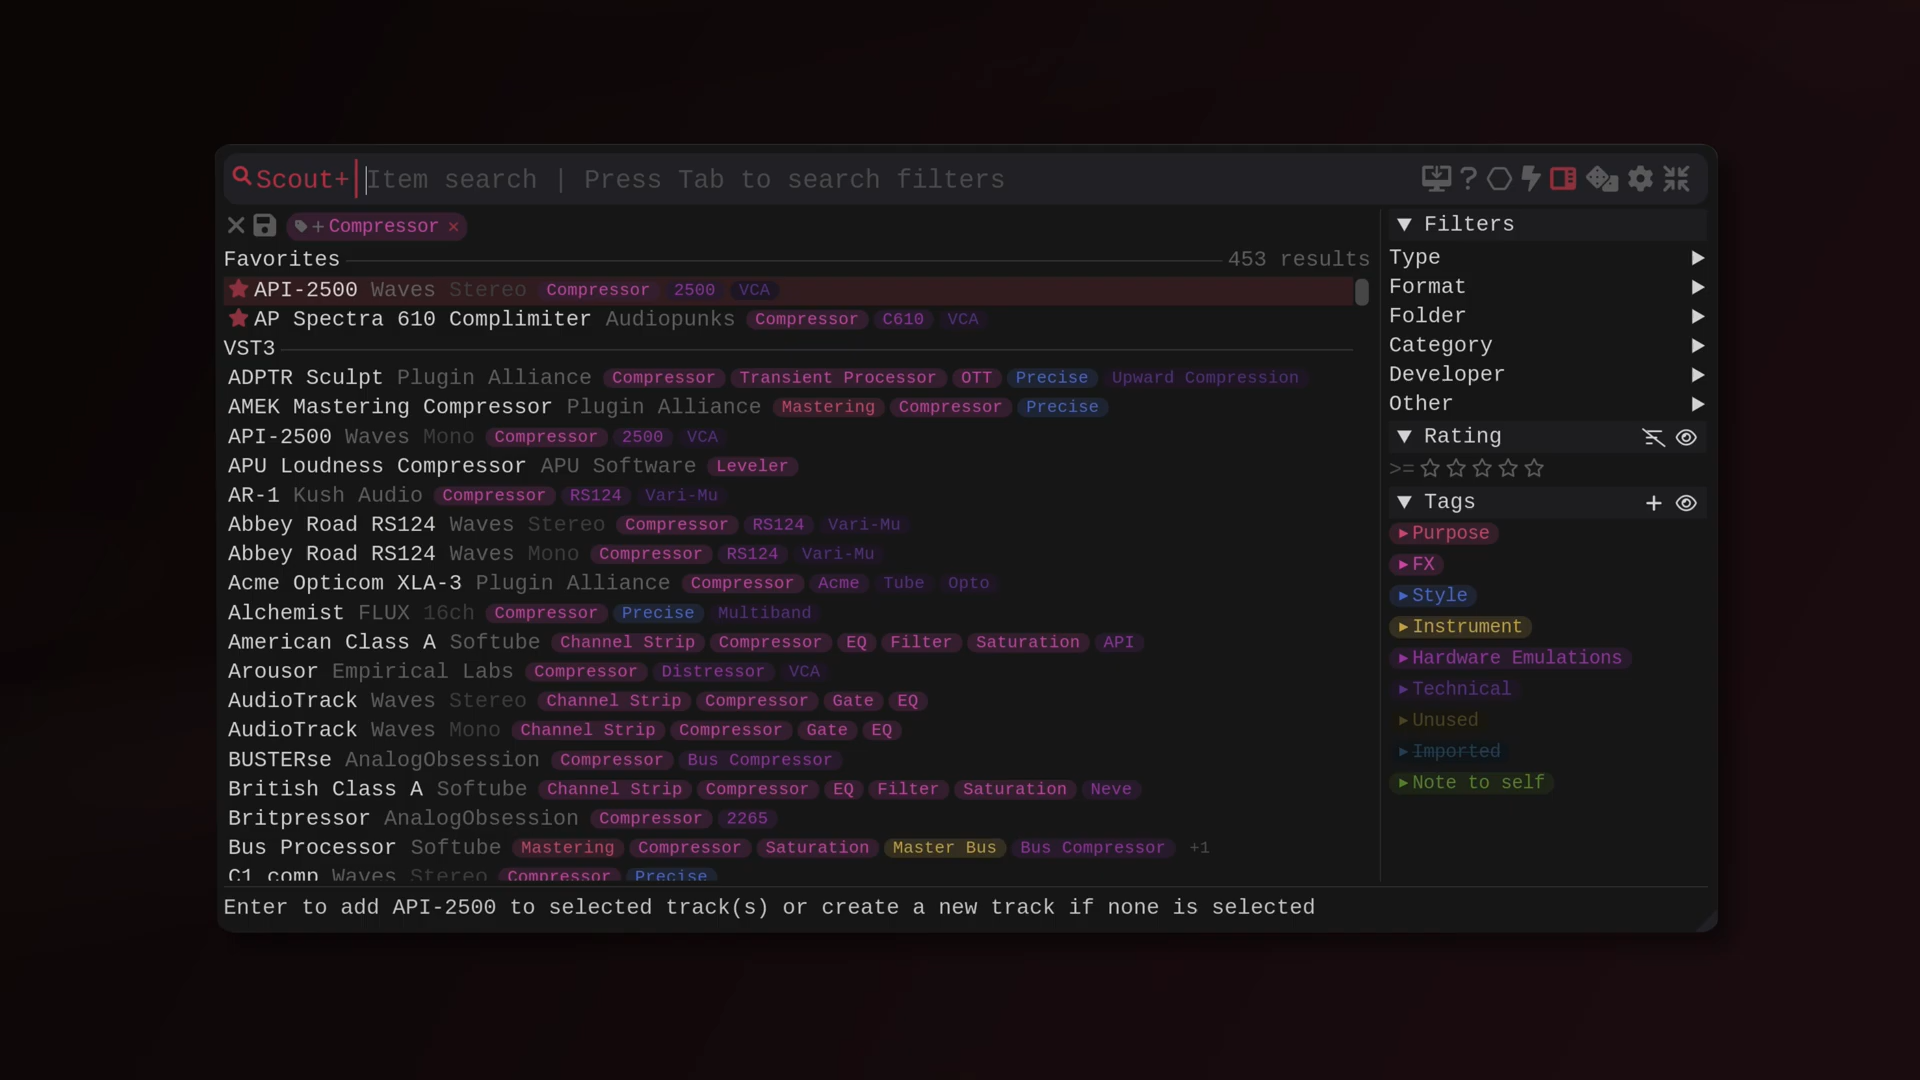 Scout+ Item search | Press Tab to search filters ?
+ Compressor ×
Favorites 453 results
API-2500 Waves Stereo Compressor 2500 VCA
AP Spectra 610 Complimiter Audiopunks Compressor C610 VCA
VST3
ADPTR Sculpt Plugin Alliance Compressor Transient Processor OTT Precise Upward Compression
AMEK Mastering Compressor Plugin Alliance Mastering Compressor Precise
API-2500 Waves Mono Compressor 2500 VCA
APU Loudness Compressor APU Software Leveler
AR-1 Kush Audio Compressor RS124 Vari-Mu
Abbey Road RS124 Waves Stereo Compressor RS124 Vari-Mu
Abbey Road RS124 Waves Mono Compressor RS124 Vari-Mu
Acme Opticom XLA-3 Plugin Alliance Compressor Acme Tube Opto
Alchemist FLUX 16ch Compressor Precise Multiband
American Class A Softube Channel Strip Compressor EQ Filter Saturation API
Arousor Empirical Labs Compressor Distressor VCA
AudioTrack Waves Stereo Channel Strip Compressor Gate EQ
AudioTrack Waves Mono Channel Strip Compressor Gate EQ
BUSTERse AnalogObsession Compressor Bus Compressor
British Class A Softube Channel Strip Compressor EQ Filter Saturation Neve
Britpressor AnalogObsession Compressor 2265
Bus Processor Softube Mastering Compressor Saturation Master Bus Bus Compressor +1
C1 comp Waves Stereo Compressor Precise
Filters
Type
Format
Folder
Category
Developer
Other
Rating
>=
Tags +
Purpose
FX
Style
Instrument
Hardware Emulations
Technical
Unused
Imported
Note to self
Enter to add API-2500 to selected track(s) or create a new track if none is selected